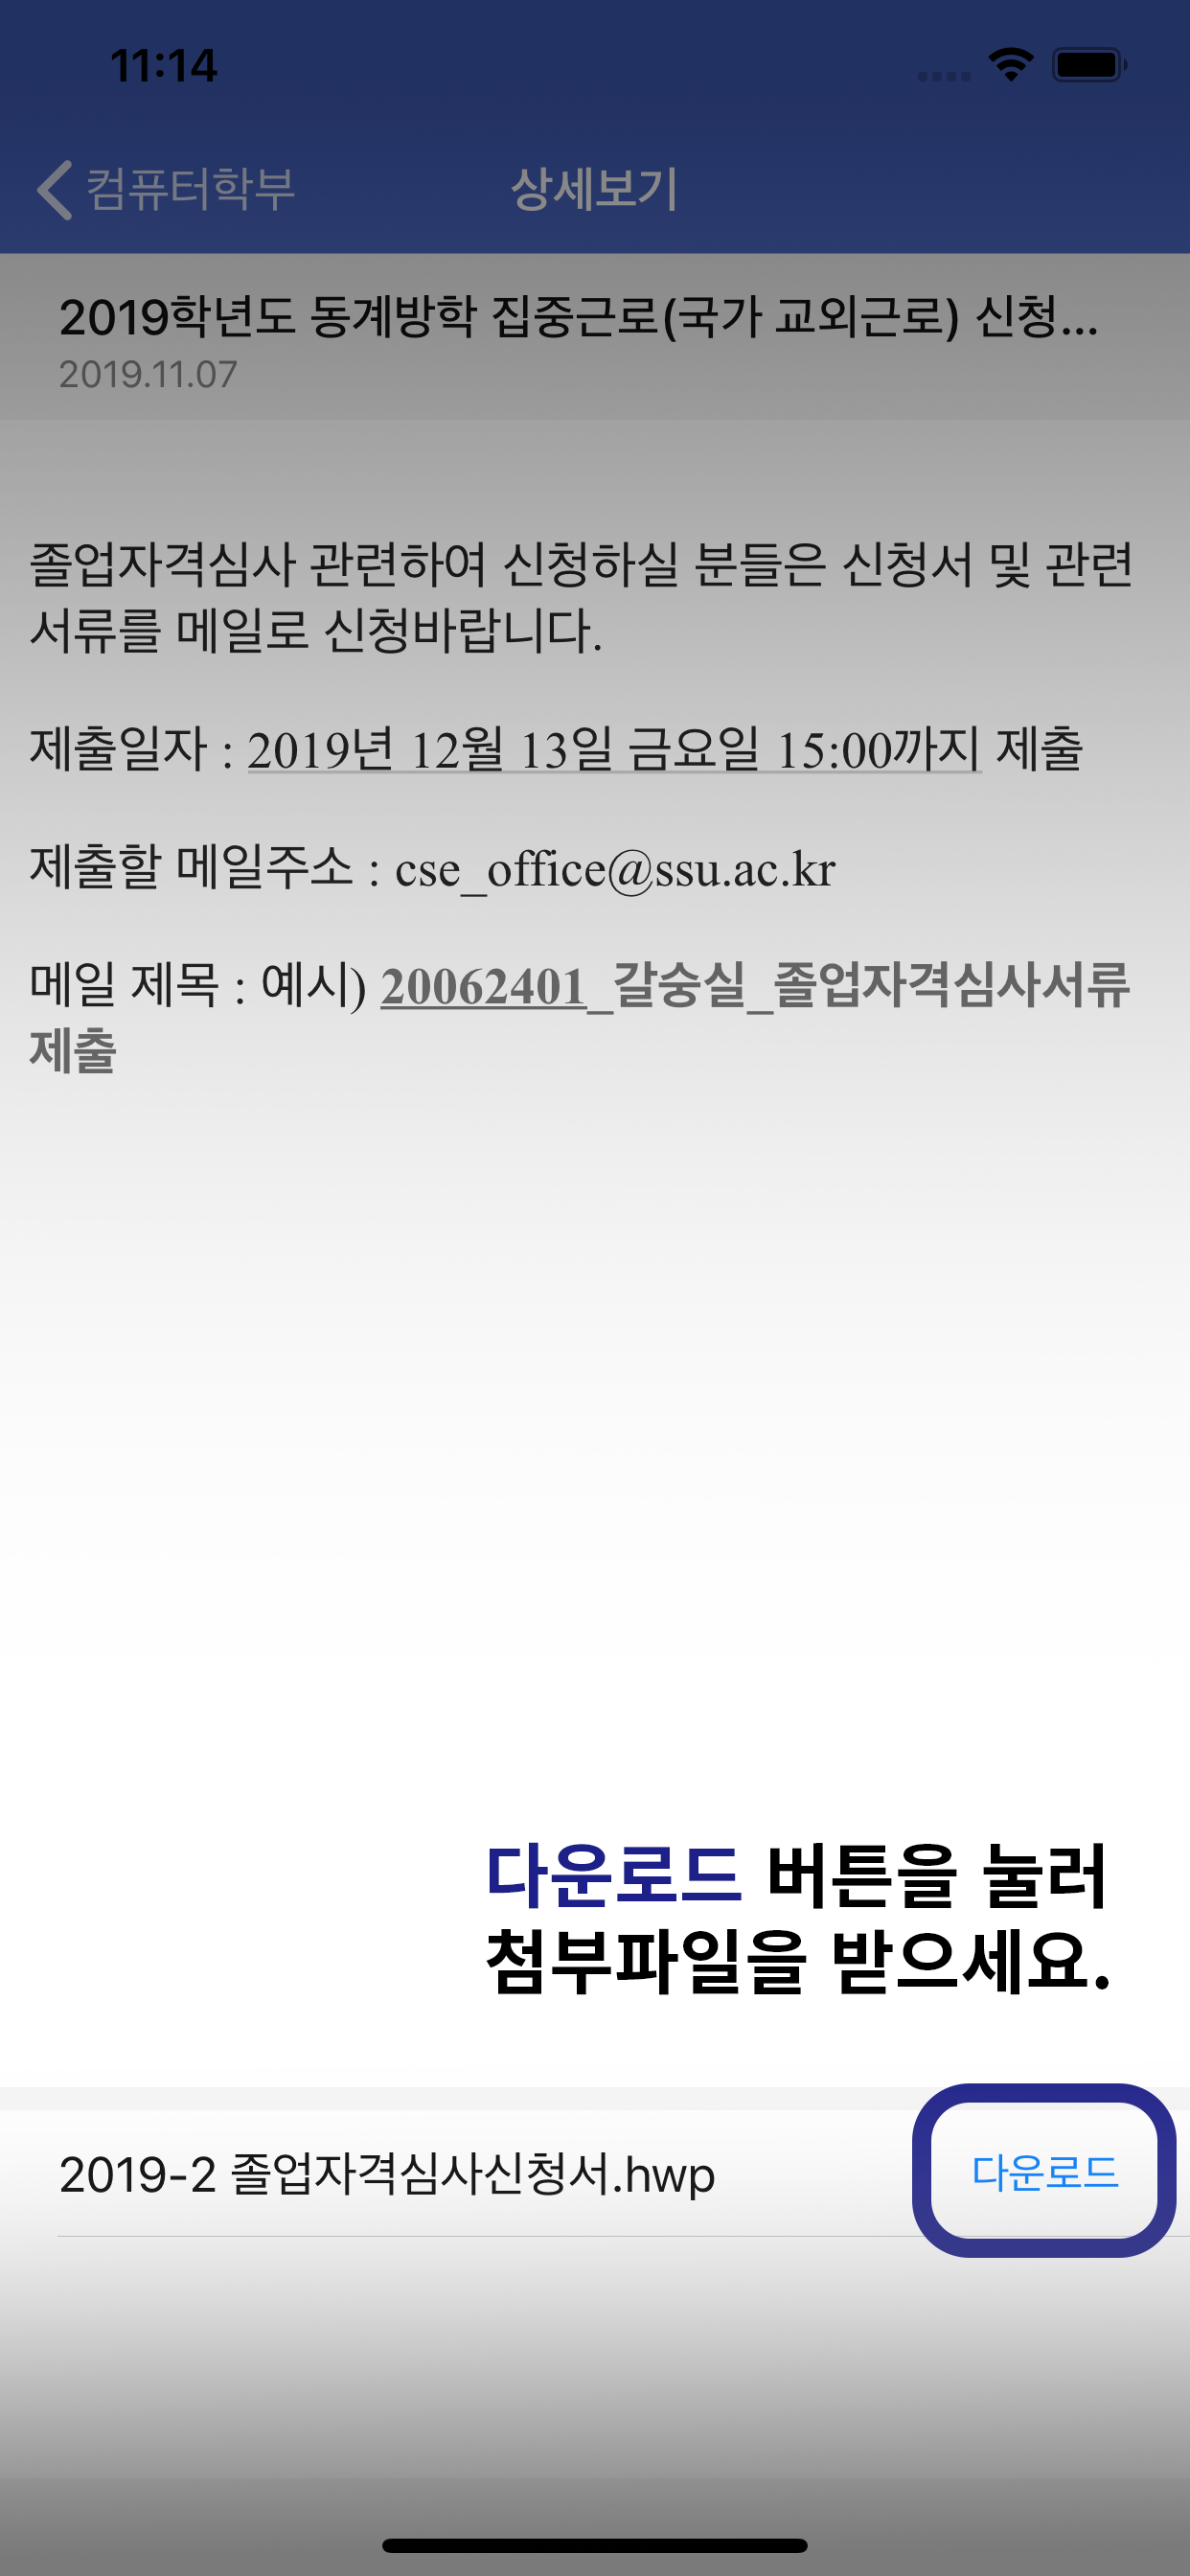 11:14
컴퓨터학부
상세보기
2019학년도 동계방학 집중근로(국가 교외근로) 신청...
2019.11.07
졸업자격심사 관련하여 신청하실 분들은 신청서 및 관련
서류를 메일로 신청바랍니다.
제출일자 : 2019년 12월 13일 금요일 15:00까지 제출
제출할 메일주소 : cse_office@ssu.ac.kr
메일 제목 : 예시) 20062401_갈숭실_졸업자격심사서류
제출
다운로드 버튼을 눌러
첨부파일을 받으세요.
2019-2 졸업자격심사신청서.hwp
다운로드